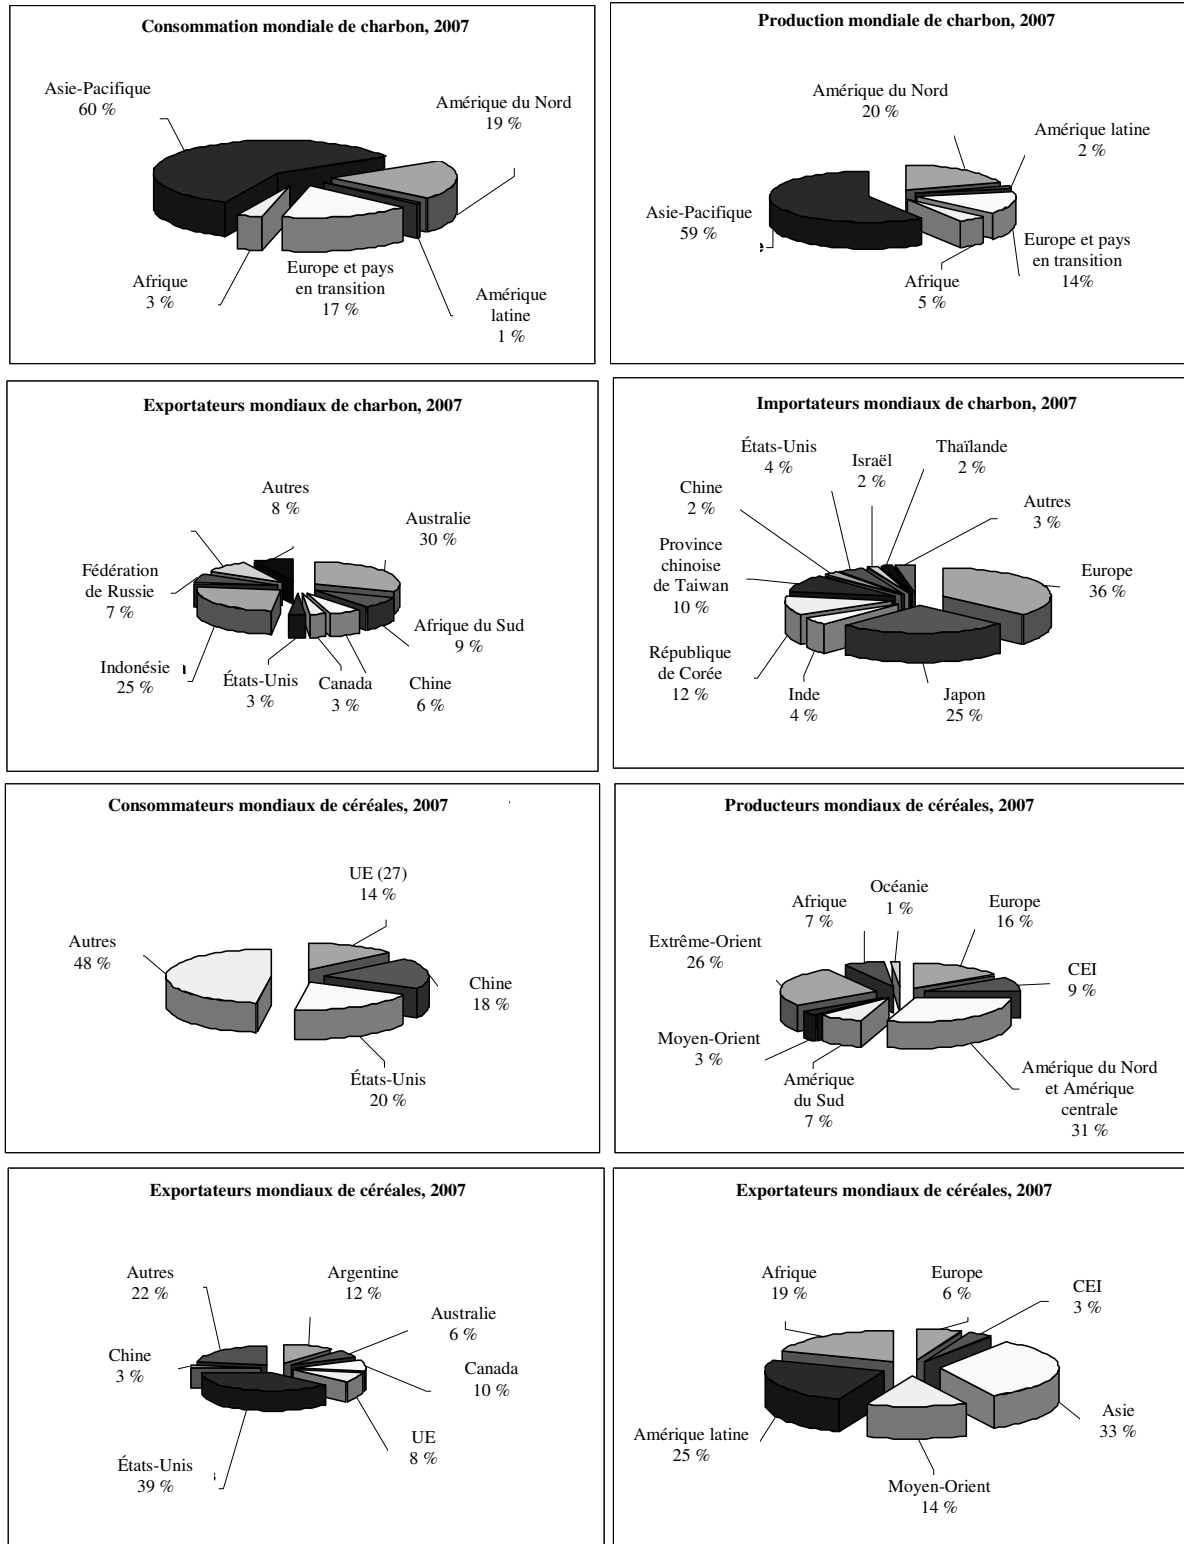 Consommation mondiale de charbon, 2007
Asie-Pacifique
60 %
Amérique du Nord
19 %
Afrique
3 %
Europe et pays
en transition
17 %
Amérique
latine
1 %
Production mondiale de charbon, 2007
Amérique du Nord
20 %
Amérique latine
2 %
Asie-Pacifique
59 %
Europe et pays
en transition
14%
Afrique
5 %
Exportateurs mondiaux de charbon, 2007
Autres
8 %
Australie
30 %
Fédération
de Russie
7 %
Afrique du Sud
9 %
Indonésie
25 %
États-Unis
3 %
Canada
3 %
Chine
6 %
Importateurs mondiaux de charbon, 2007
États-Unis
4 %
Israël
2 %
Thaïlande
2 %
Chine
2 %
Autres
3 %
Province
chinoise
de Taiwan
10 %
Europe
36 %
République
de Corée
12 %
Inde
4 %
Japon
25 %
Consommateurs mondiaux de céréales, 2007
UE (27)
14 %
Autres
48 %
Chine
18 %
États-Unis
20 %
Producteurs mondiaux de céréales, 2007
Afrique
7 %
Océanie
1 %
Europe
16 %
Extrême-Orient
26 %
CEI
9 %
Moyen-Orient
3 %
Amérique
du Sud
7 %
Amérique du Nord
et Amérique
centrale
31 %
Exportateurs mondiaux de céréales, 2007
Autres
22 %
Argentine
12 %
Australie
6 %
Chine
3 %
Canada
10 %
UE
8 %
États-Unis
39 %
Exportateurs mondiaux de céréales, 2007
Afrique
19 %
Europe
6 %
CEI
3 %
Amérique latine
25 %
Asie
33 %
Moyen-Orient
14 %